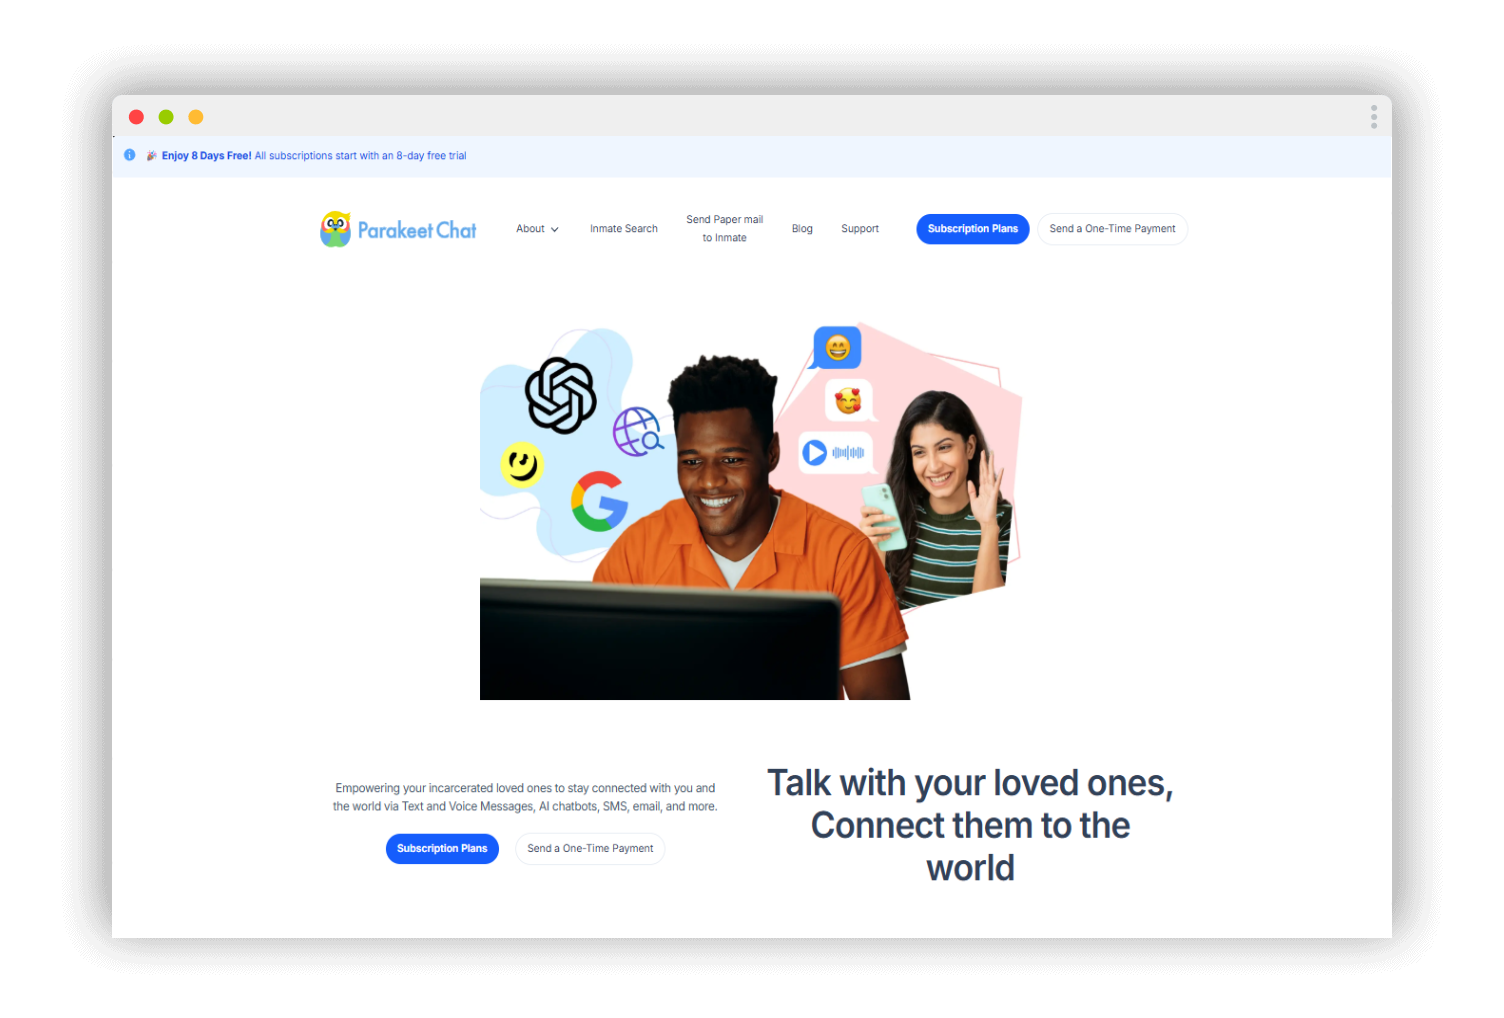 🎉 Enjoy 8 Days Free! All subscriptions start with an 8-day free trial
Parakeet Chat
About
Inmate Search
Send Paper mail
to Inmate
Blog
Support
Subscription Plans
Send a One-Time Payment
Empowering your incarcerated loved ones to stay connected with you and
the world via Text and Voice Messages, AI chatbots, SMS, email, and more.
Subscription Plans
Send a One-Time Payment
Talk with your loved ones,
Connect them to the
world